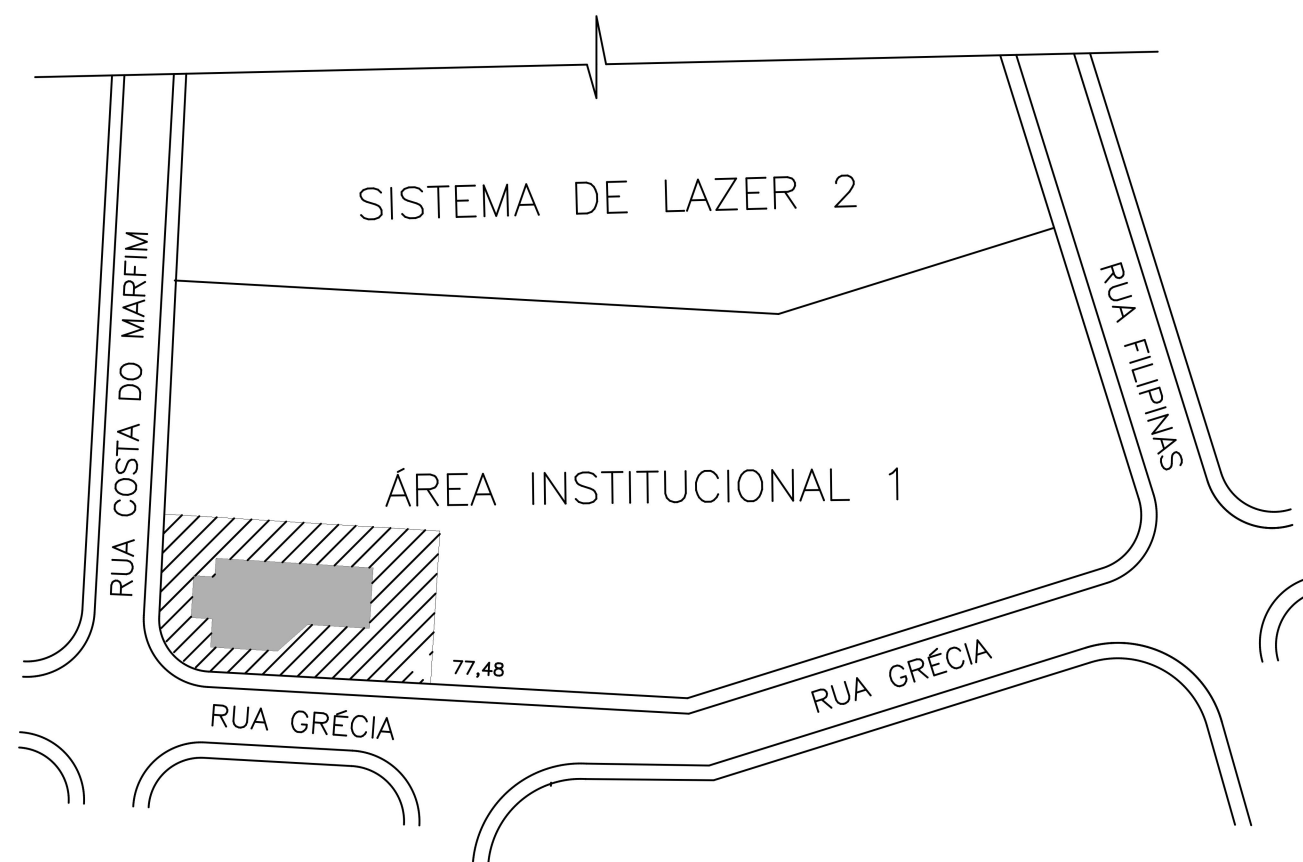 SISTEMA DE LAZER 2
RUA COSTA DO MARFIM
RUA FILIPINAS
ÁREA INSTITUCIONAL 1
77,48
RUA GRÉCIA
RUA GRÉCIA